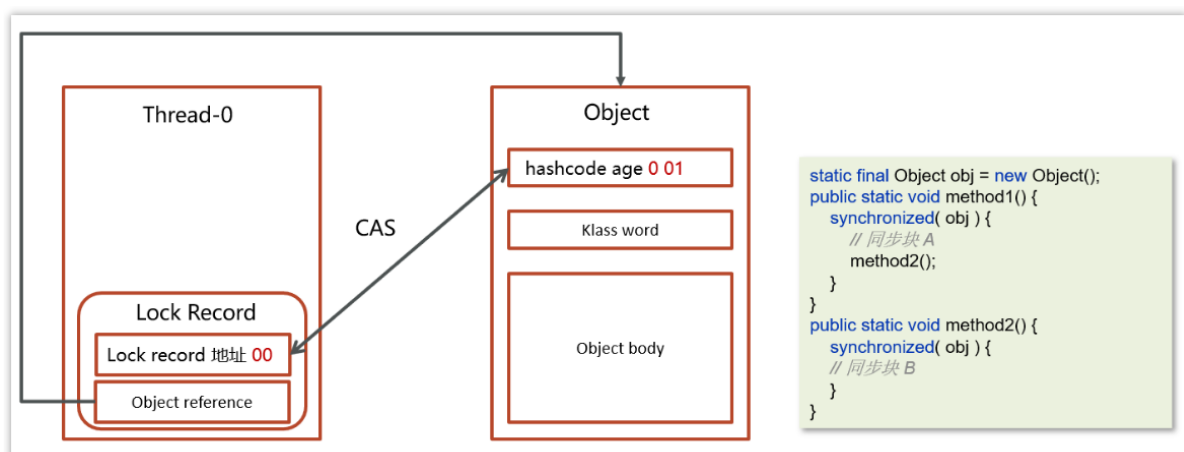 Thread-0
Lock Record
Lock record 地址 00
Object reference
CAS
Object
hashcode age 0 01
Klass word
Object body
static final Object obj = new Object();
public static void method1() {
synchronized( obj ) {
// 同步块 A
method2();
}
}
public static void method2() {
synchronized( obj ) {
// 同步块 B
}
}